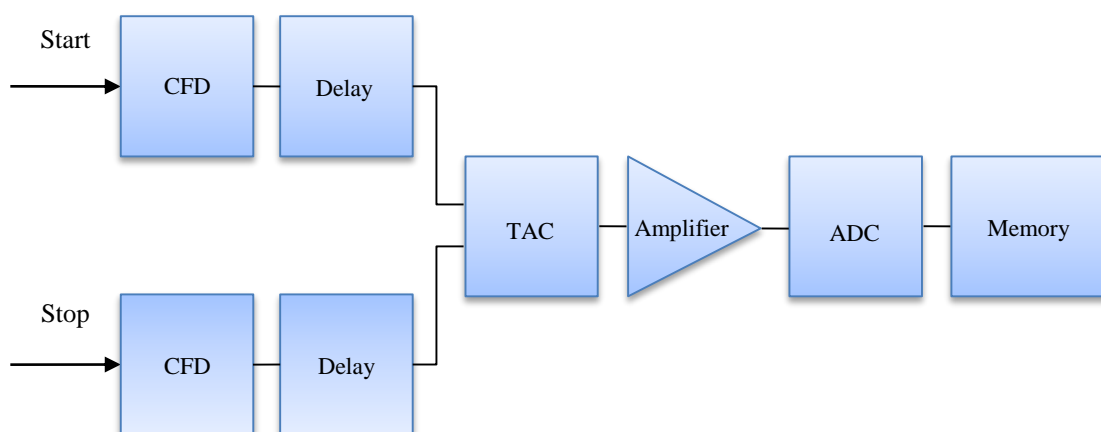 Start
CFD
Delay
TAC
Amplifier
ADC
Memory
Stop
CFD
Delay